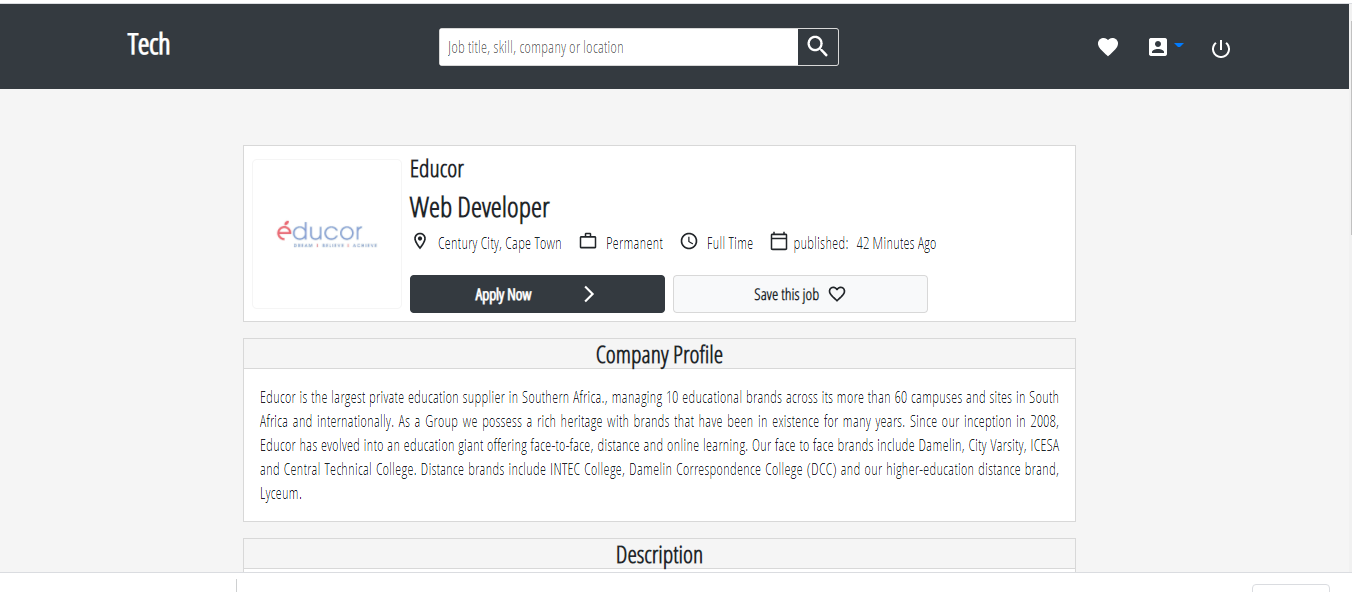 Tech
Job title, skill, company or location
Educor
Web Developer
éducor
DREAM I BELIEVE I ACHIEVE
Century City, Cape Town Permanent Full Time published: 42 Minutes Ago
Apply Now Save this job
Company Profile
Educor is the largest private education supplier in Southern Africa., managing 10 educational brands across its more than 60 campuses and sites in South
Africa and internationally. As a Group we possess a rich heritage with brands that have been in existence for many years. Since our inception in 2008,
Educor has evolved into an education giant offering face-to-face, distance and online learning. Our face to face brands include Damelin, City Varsity, ICESA
and Central Technical College. Distance brands include INTEC College, Damelin Correspondence College (DCC) and our higher-education distance brand,
Lyceum.
Description